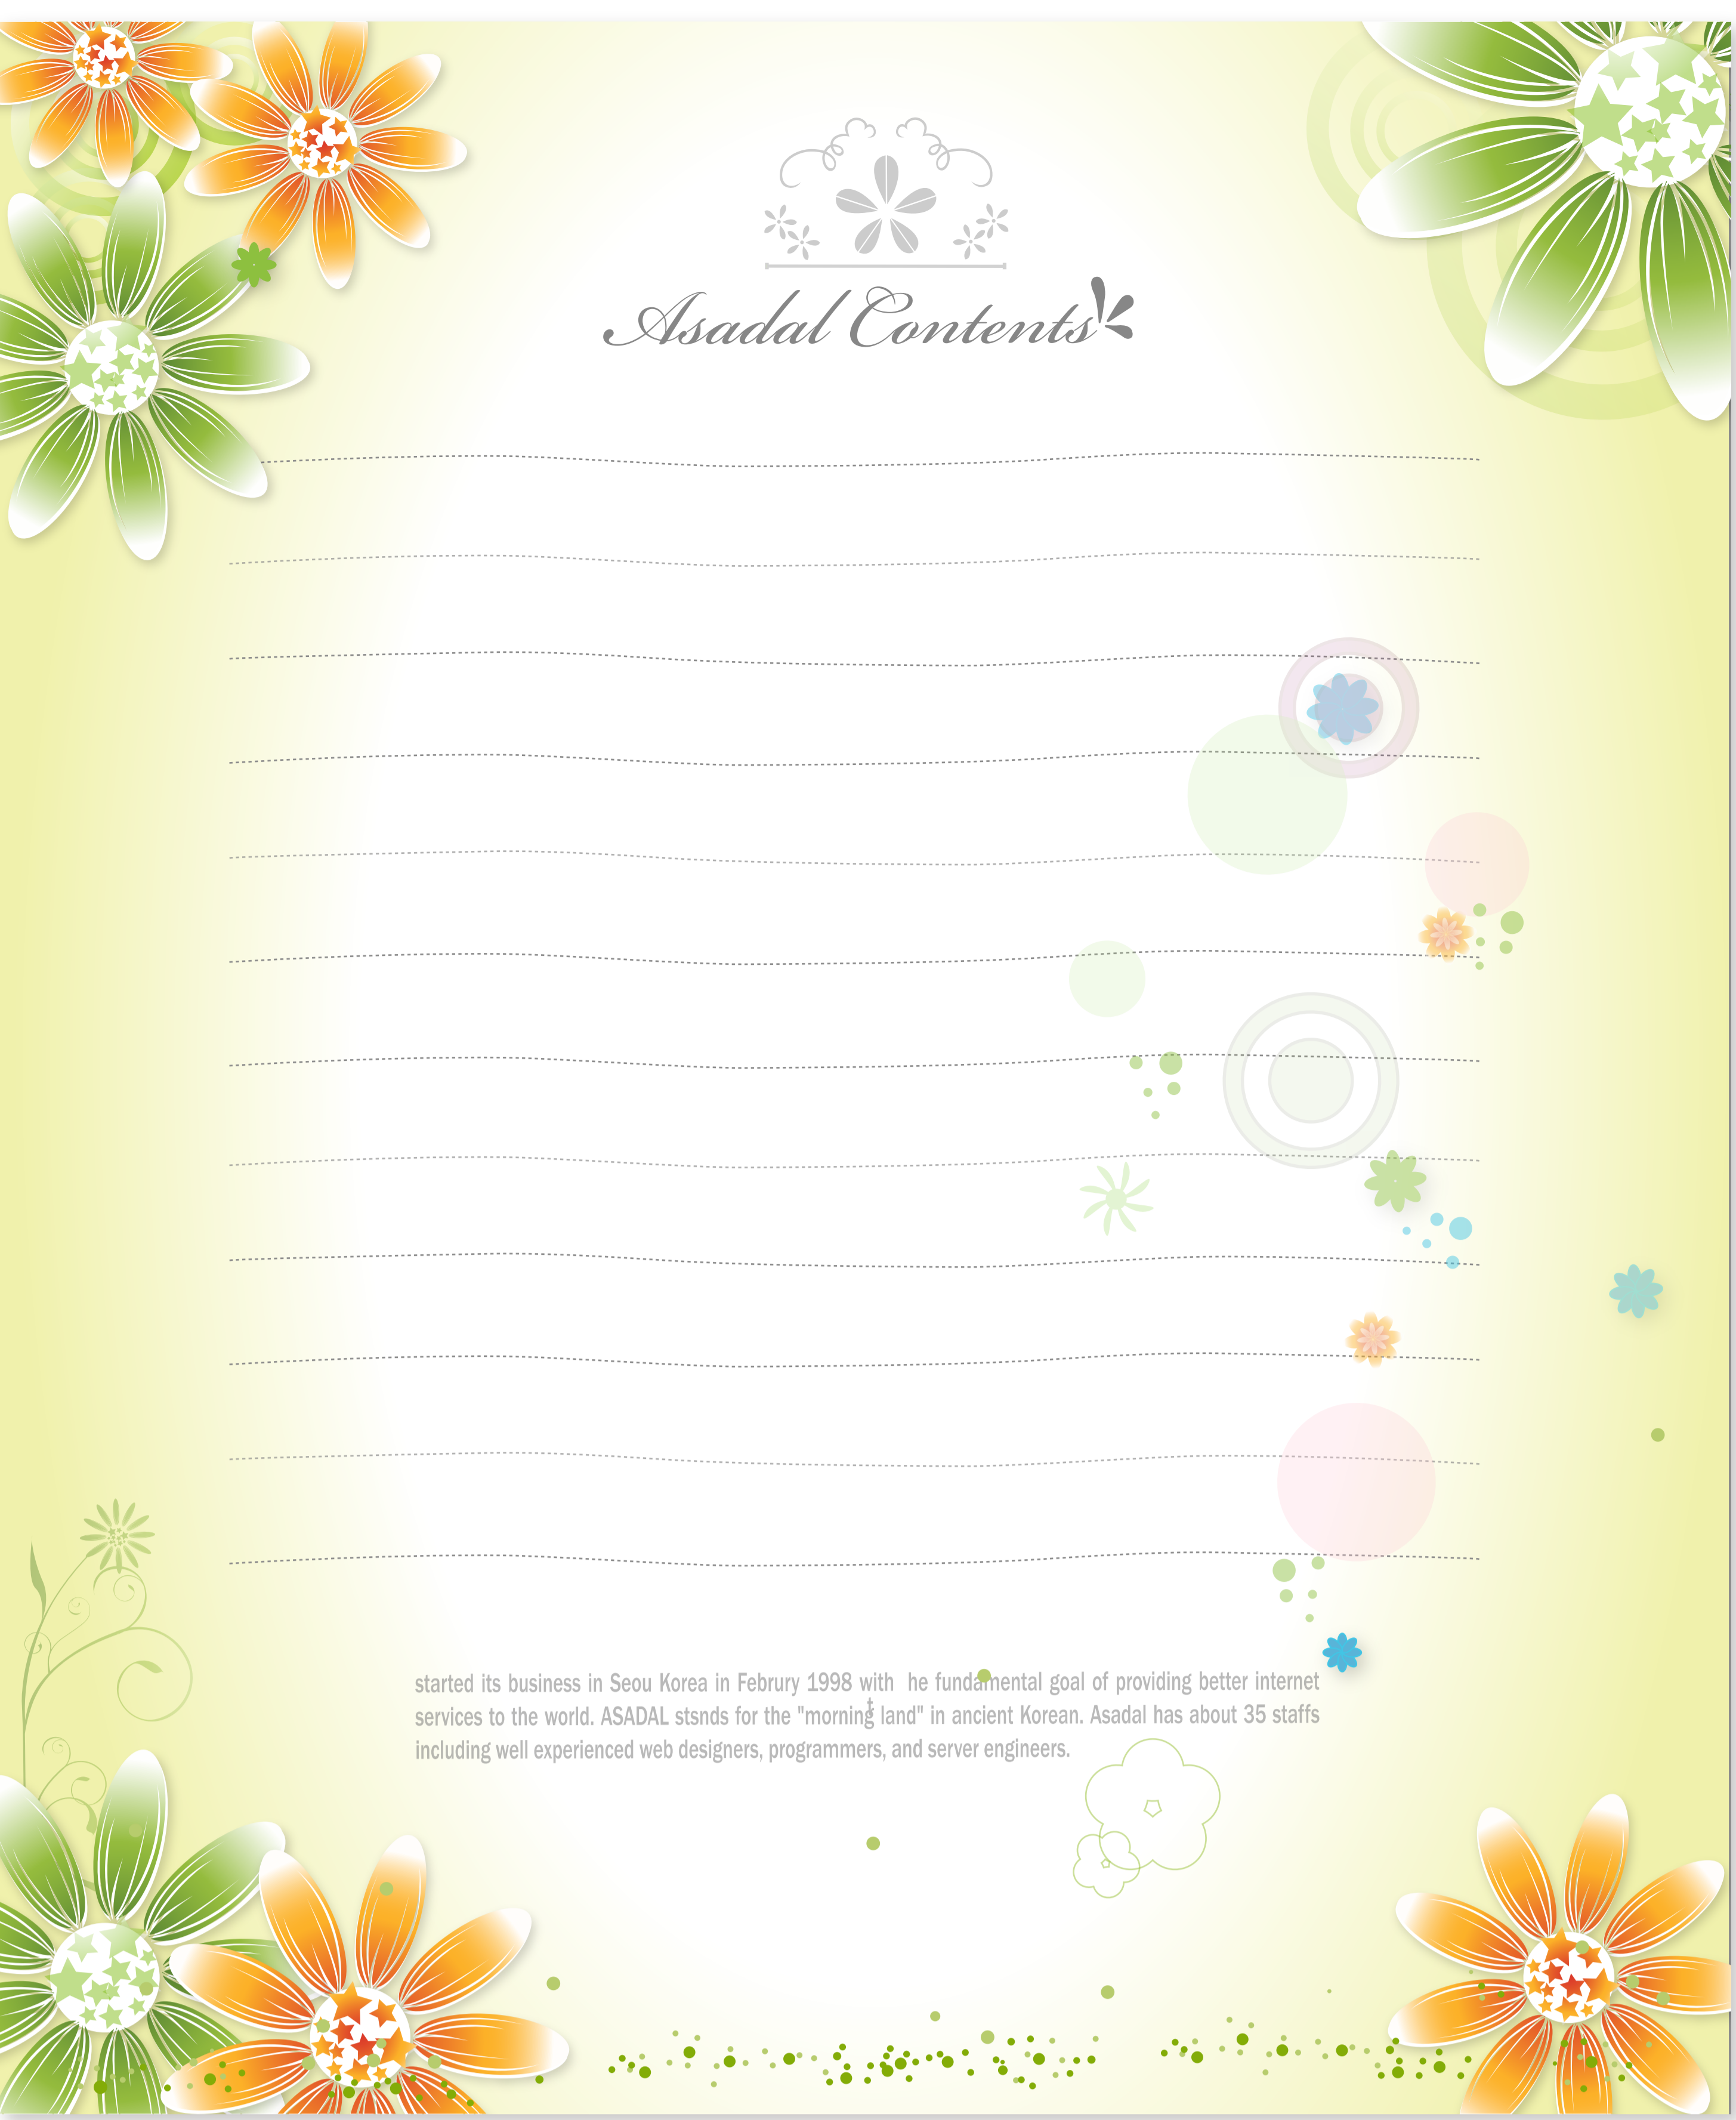 Asadal Contents
started its business in Seou Korea in Februry 1998 with he fundamental goal of providing better internet
t
services to the world. ASADAL stsnds for the "morning land" in ancient Korean. Asadal has about 35 staffs
including well experienced web designers, programmers, and server engineers.